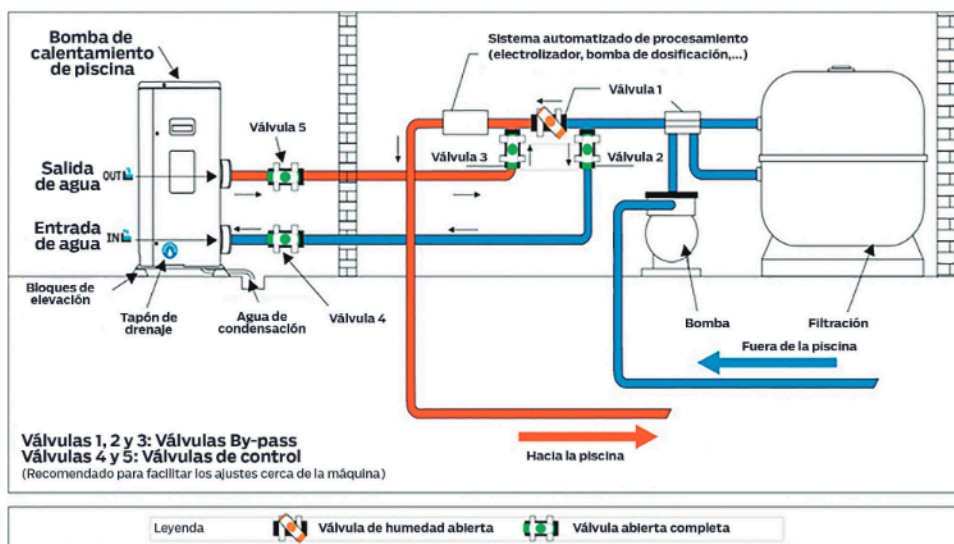 Bomba de
calentamiento
de piscina
Sistema automatizado de procesamiento
(electrolizador, bomba de dosificación,...)
Válvula 1
Válvula 5
Válvula 3
Válvula 2
Salida
de agua
OUT
Entrada
de agua
IN
Bloques de
elevación
Tapón de
drenaje
Agua de
condensación
Válvula 4
Bomba
Filtración
Fuera de la piscina
Hacia la piscina
Válvulas 1, 2 y 3: Válvulas By-pass
Válvulas 4 y 5: Válvulas de control
(Recomendado para facilitar los ajustes cerca de la máquina)
Leyenda
Válvula de humedad abierta
Válvula abierta completa